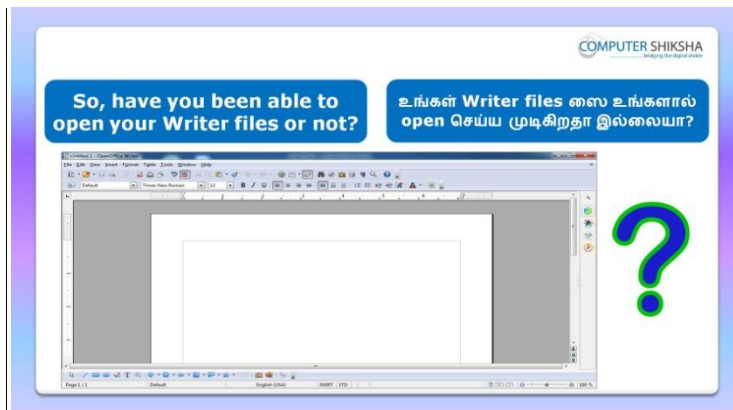 COMPUTER SHIKSHA
bridging the digital divide
So, have you been able to
open your Writer files or not?
உங்கள் Writer files ஸை உங்களால்
open செய்ய முடிகிறதா இல்லையா?
Untitled 1 - OpenOffice Writer
File Edit View Insert Format Table Tools Window Help
Default Times New Roman 12
Page 1 / 1 Default English (USA) INSRT STD 100 %
?